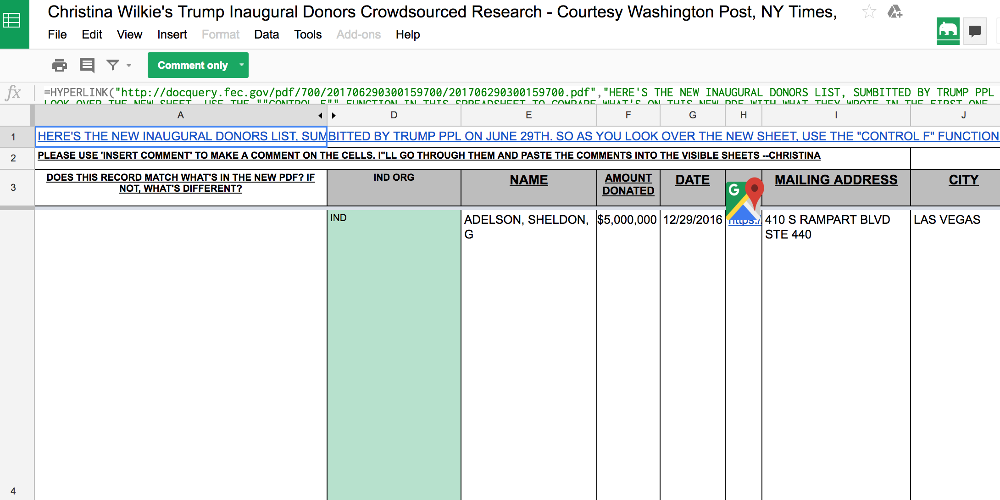 Christina Wilkie's Trump Inaugural Donors Crowdsourced Research - Courtesy Washington Post, NY Times,
File Edit View Insert Format Data Tools Add-ons Help
Comment only
fx =HYPERLINK("http://docquery.fec.gov/pdf/700/201706290300159700/201706290300159700.pdf","HERE'S THE NEW INAUGURAL DONORS LIST, SUMBITTED BY TRUMP PPL
LOOK OVER THE NEW SHEET, USE THE ""CONTROL F"" FUNCTION IN THIS SPREADSHEET TO COMPARE WHAT'S ON THIS NEW PDF WITH WHAT THEY WROTE IN THE FIRST ONE
A D E F G H I J
1 HERE'S THE NEW INAUGURAL DONORS LIST, SUMBITTED BY TRUMP PPL ON JUNE 29TH. SO AS YOU LOOK OVER THE NEW SHEET, USE THE "CONTROL F" FUNCTION
2 PLEASE USE 'INSERT COMMENT' TO MAKE A COMMENT ON THE CELLS. I"LL GO THROUGH THEM AND PASTE THE COMMENTS INTO THE VISIBLE SHEETS --CHRISTINA
3 DOES THIS RECORD MATCH WHAT'S IN THE NEW PDF? IF
NOT, WHAT'S DIFFERENT?
IND ORG
NAME
AMOUNT
DONATED
DATE
G
MAILING ADDRESS
CITY
IND
ADELSON, SHELDON,
G
$5,000,000
12/29/2016
https:/
410 S RAMPART BLVD
STE 440
LAS VEGAS
4